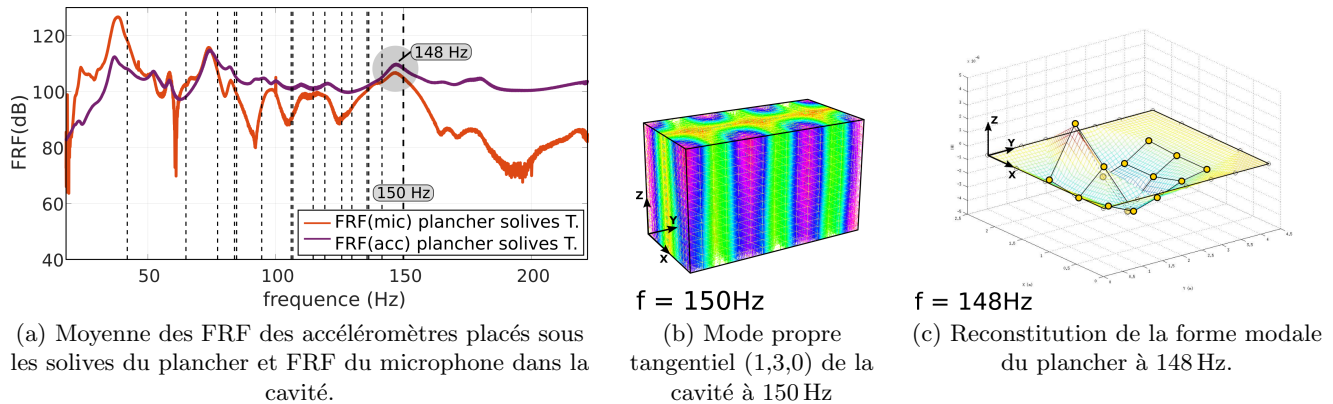 FRF(dB)
120
100
80
60
40
148 Hz
150 Hz
FRF(mic) plancher solives T.
FRF(acc) plancher solives T.
50
100
150
200
frequence (Hz)
(a) Moyenne des FRF des accéléromètres placés sous
les solives du plancher et FRF du microphone dans la
cavité.
Z
Y
X
f = 150Hz
(b) Mode propre
tangentiel (1,3,0) de la
cavité à 150 Hz
Z
Y
X
f = 148Hz
(c) Reconstitution de la forme modale
du plancher à 148 Hz.